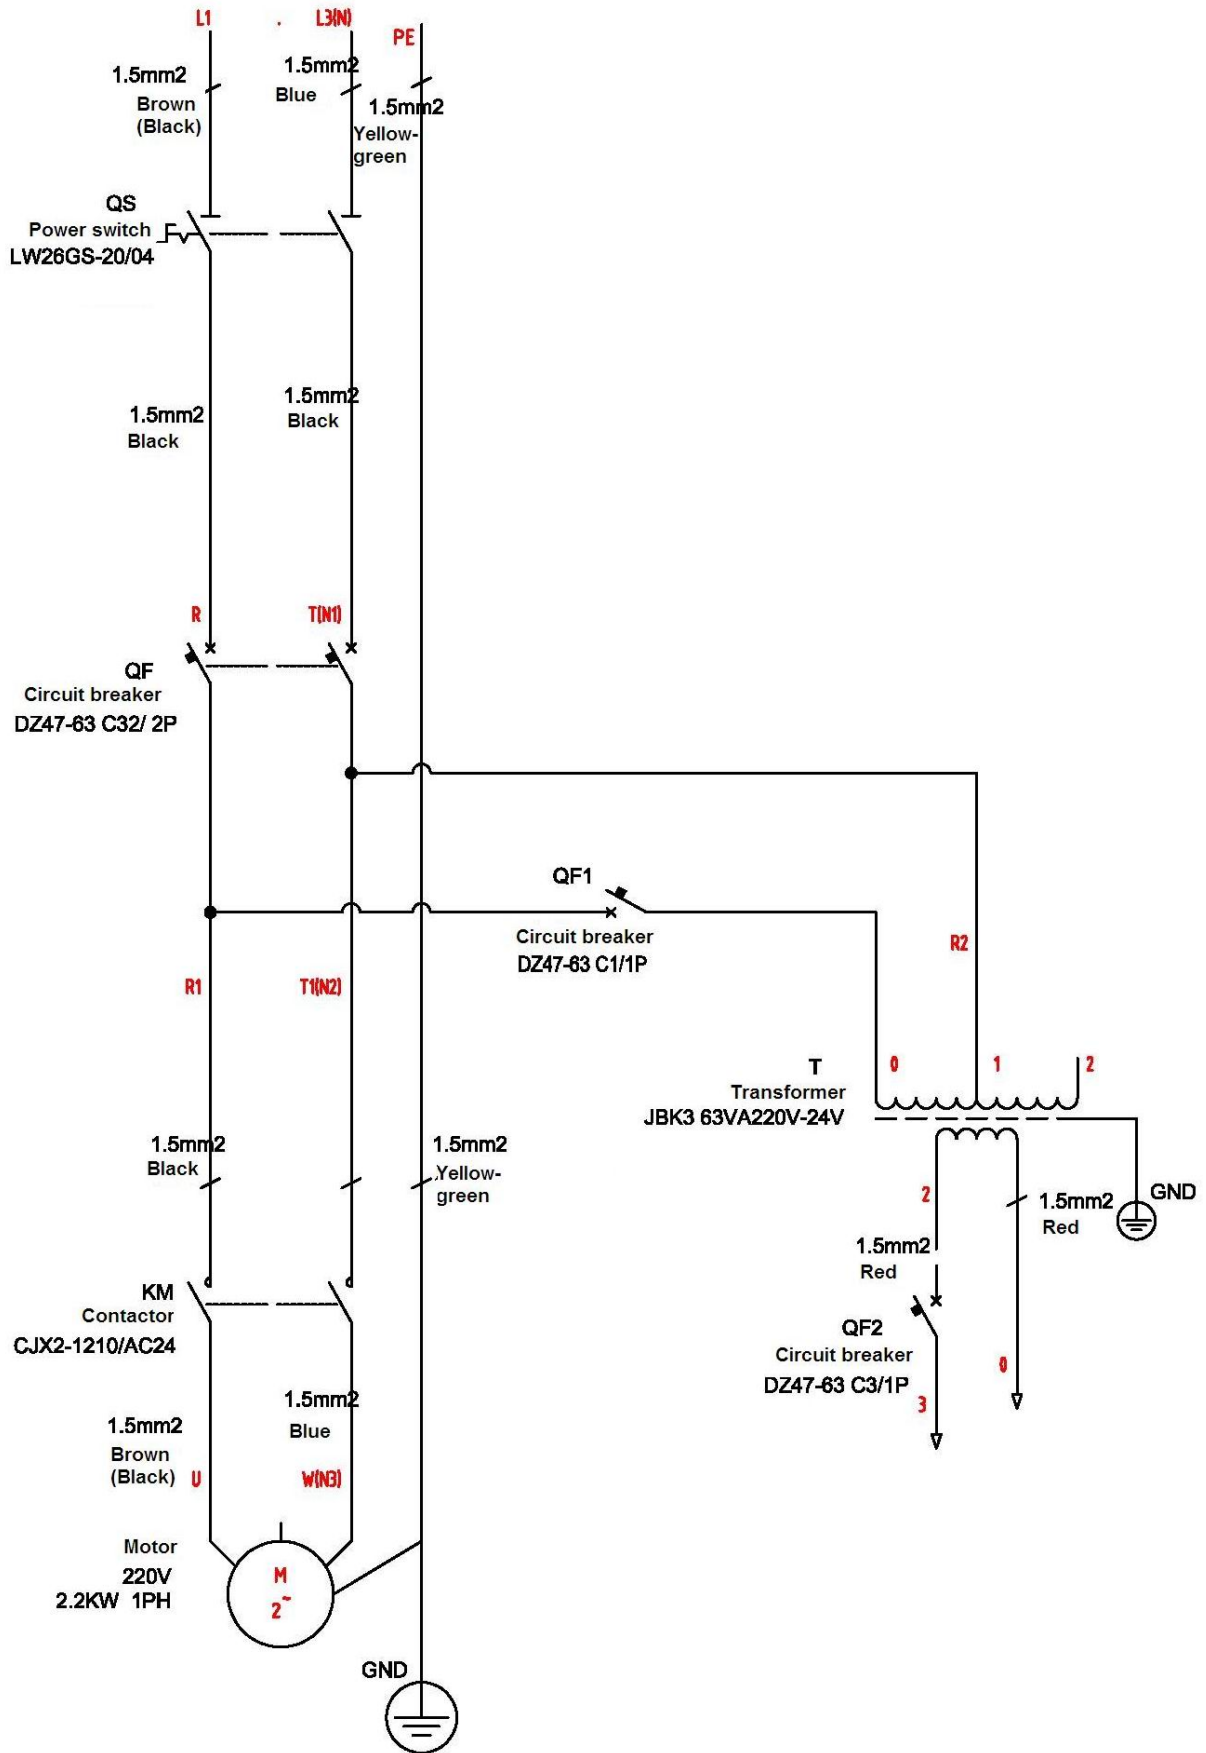 L1
L3(N)
PE
1.5mm2
Brown
(Black)
1.5mm2
Blue
1.5mm2
Yellow-
green
QS
Power switch
LW26GS-20/04
1.5mm2
Black
1.5mm2
Black
R
T(N1)
QF
Circuit breaker
DZ47-63 C32/ 2P
QF1
Circuit breaker
DZ47-63 C1/1P
R2
R1
T1(N2)
T
Transformer
JBK3 63VA220V-24V
0
1
2
1.5mm2
Black
1.5mm2
Yellow-
green
2
1.5mm2
Red
GND
1.5mm2
Red
KM
Contactor
CJX2-1210/AC24
QF2
Circuit breaker
DZ47-63 C3/1P
0
3
1.5mm2
Brown
(Black)
U
1.5mm2
Blue
W(N3)
Motor
220V
2.2KW 1PH
M
2~
GND